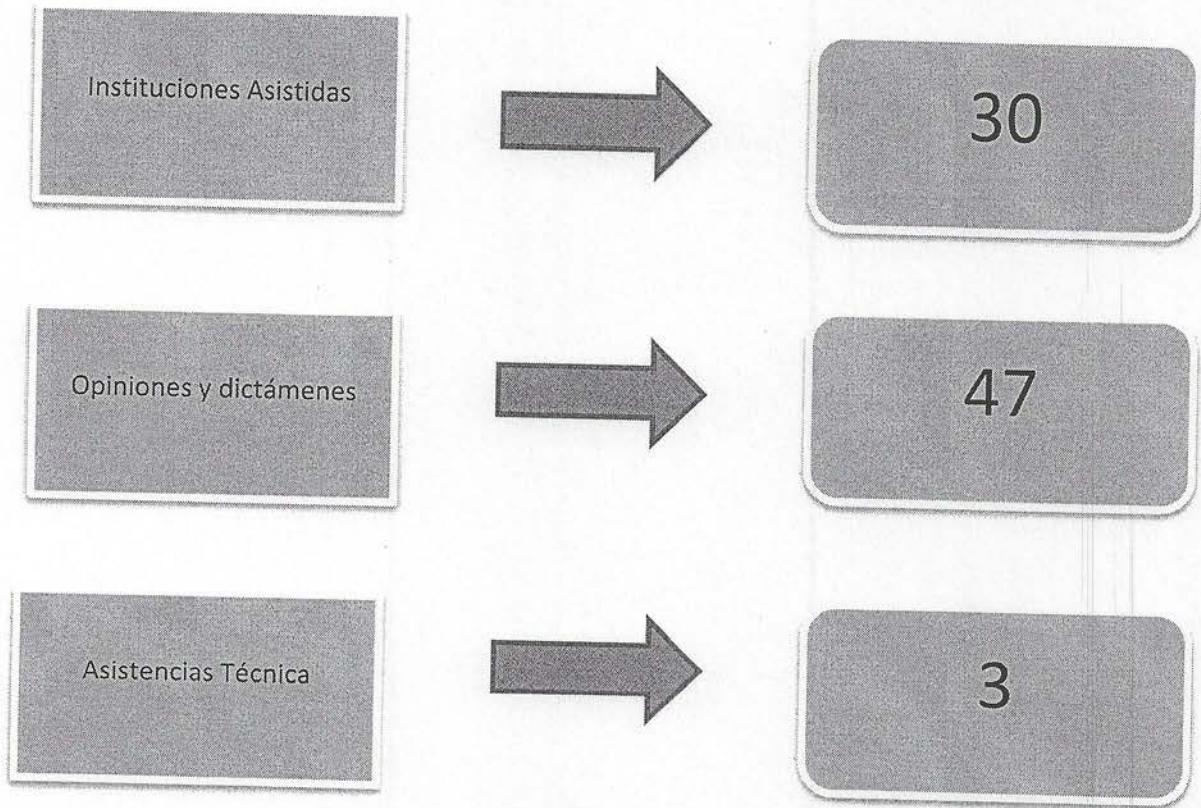 Instituciones Asistidas
30
Opiniones y dictámenes
47
Asistencias Técnica
3